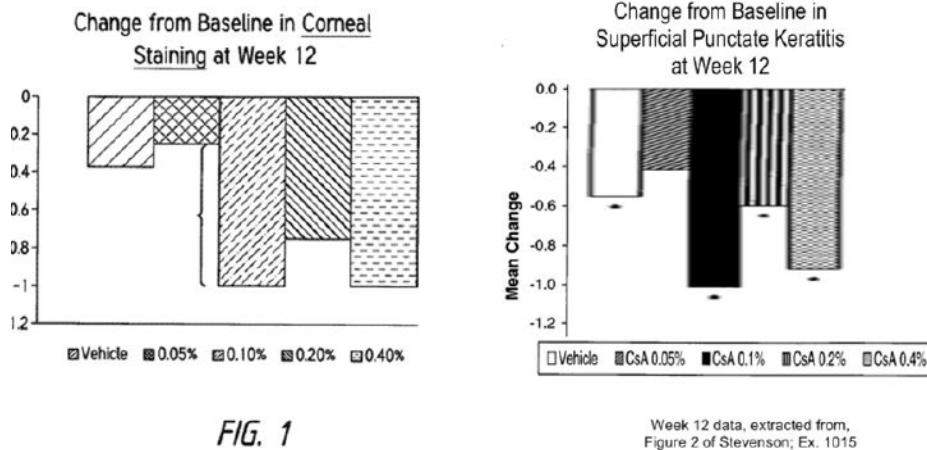 Change from Baseline in Corneal
Staining at Week 12
0
0.2
0.4
0.6
0.8
-1
1.2
Vehicle 0.05% 0.10% 0.20% 0.40%
FIG. 1
Change from Baseline in
Superficial Punctate Keratitis
at Week 12
Mean Change
0.0
-0.2
-0.4
-0.6
-0.8
-1.0
-1.2
Vehicle CsA 0.05% CsA 0.1% CsA 0.2% CsA 0.4%
Week 12 data, extracted from,
Figure 2 of Stevenson; Ex. 1015